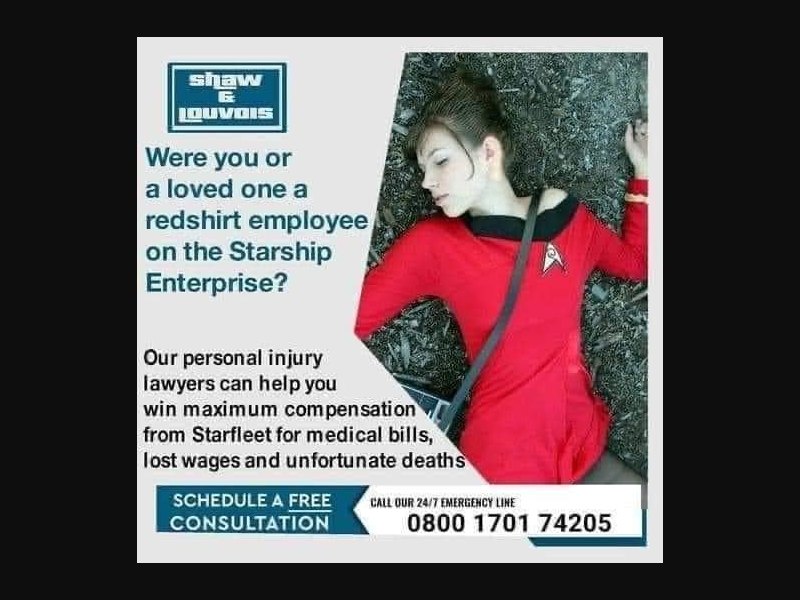 shaw
&
Louvois
Were you or
a loved one a
redshirt employee
on the Starship
Enterprise?
Our personal injury
lawyers can help you
win maximum compensation
from Starfleet for medical bills,
lost wages and unfortunate deaths
SCHEDULE A FREE
CONSULTATION
CALL OUR 24/7 EMERGENCY LINE
0800 1701 74205